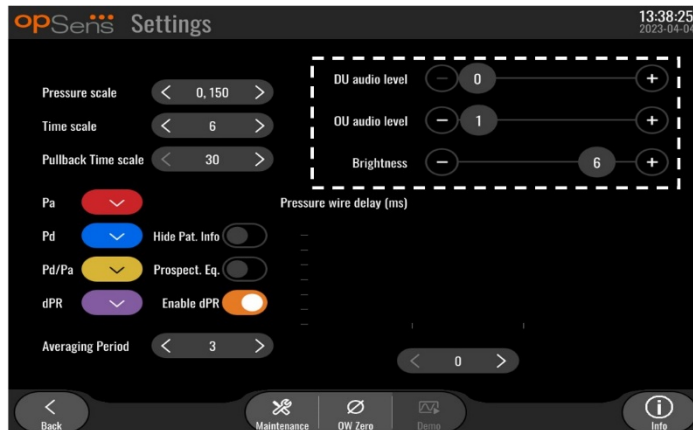 opSens Settings
13:38:25
2023-04-04
Pressure scale 0, 150
Time scale 6
Pullback Time scale 30
DU audio level 0
OU audio level 1
Brightness 6
Pa
Pd Hide Pat. Info
Pd/Pa Prospect. Eq.
dPR Enable dPR
Averaging Period 3
Pressure wire delay (ms)
0
Back
Maintenance
OW Zero
Demo
Info